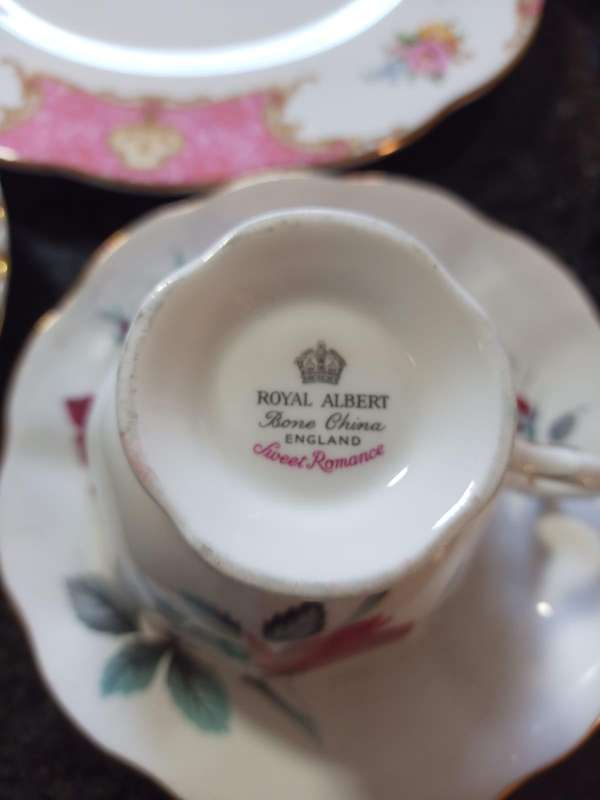 ROYAL ALBERT
Bone China
ENGLAND
Sweet Romance